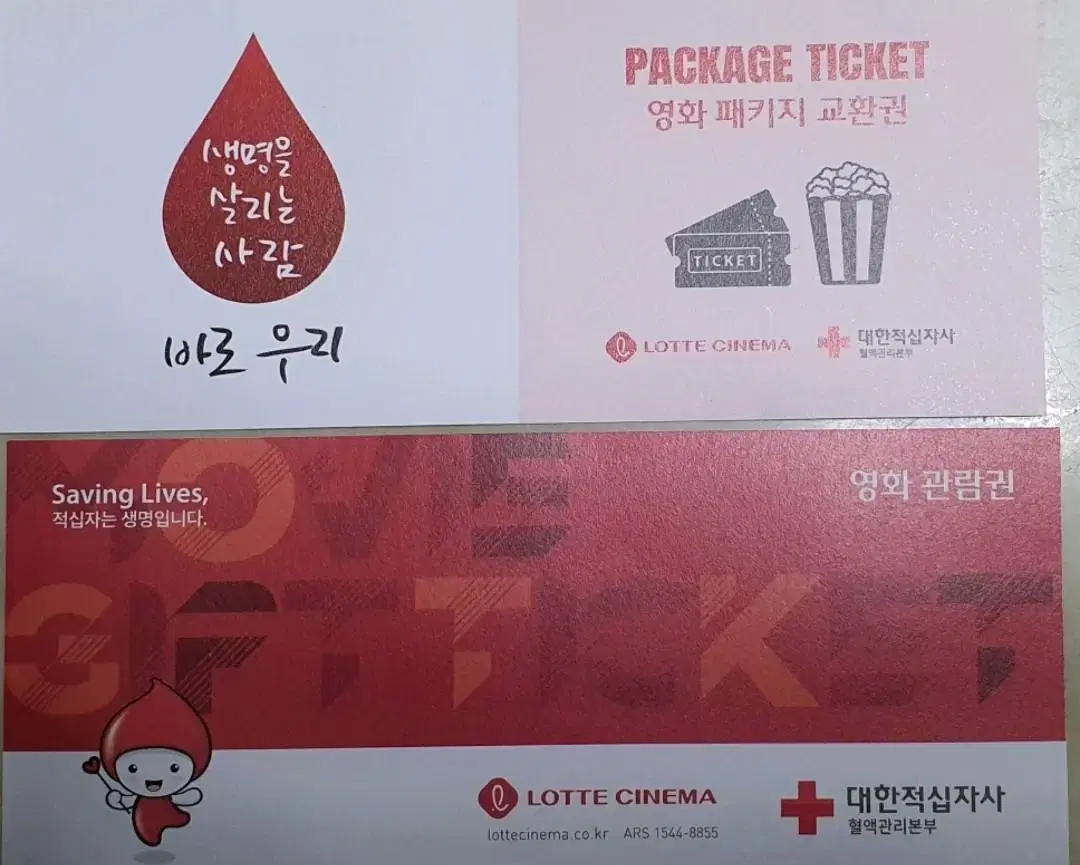 생명을
살리는
사람
바로 우리
PACKAGE TICKET
영화 패키지 교환권
TICKET
LOTTE CINEMA
대한적십자사
혈액관리본부
Saving Lives,
적십자는 생명입니다.
영화 관람권
MOVIE
GIFTTICKET
LOTTE CINEMA
lottecinema.co.kr ARS 1544-8855
대한적십자사
혈액관리본부